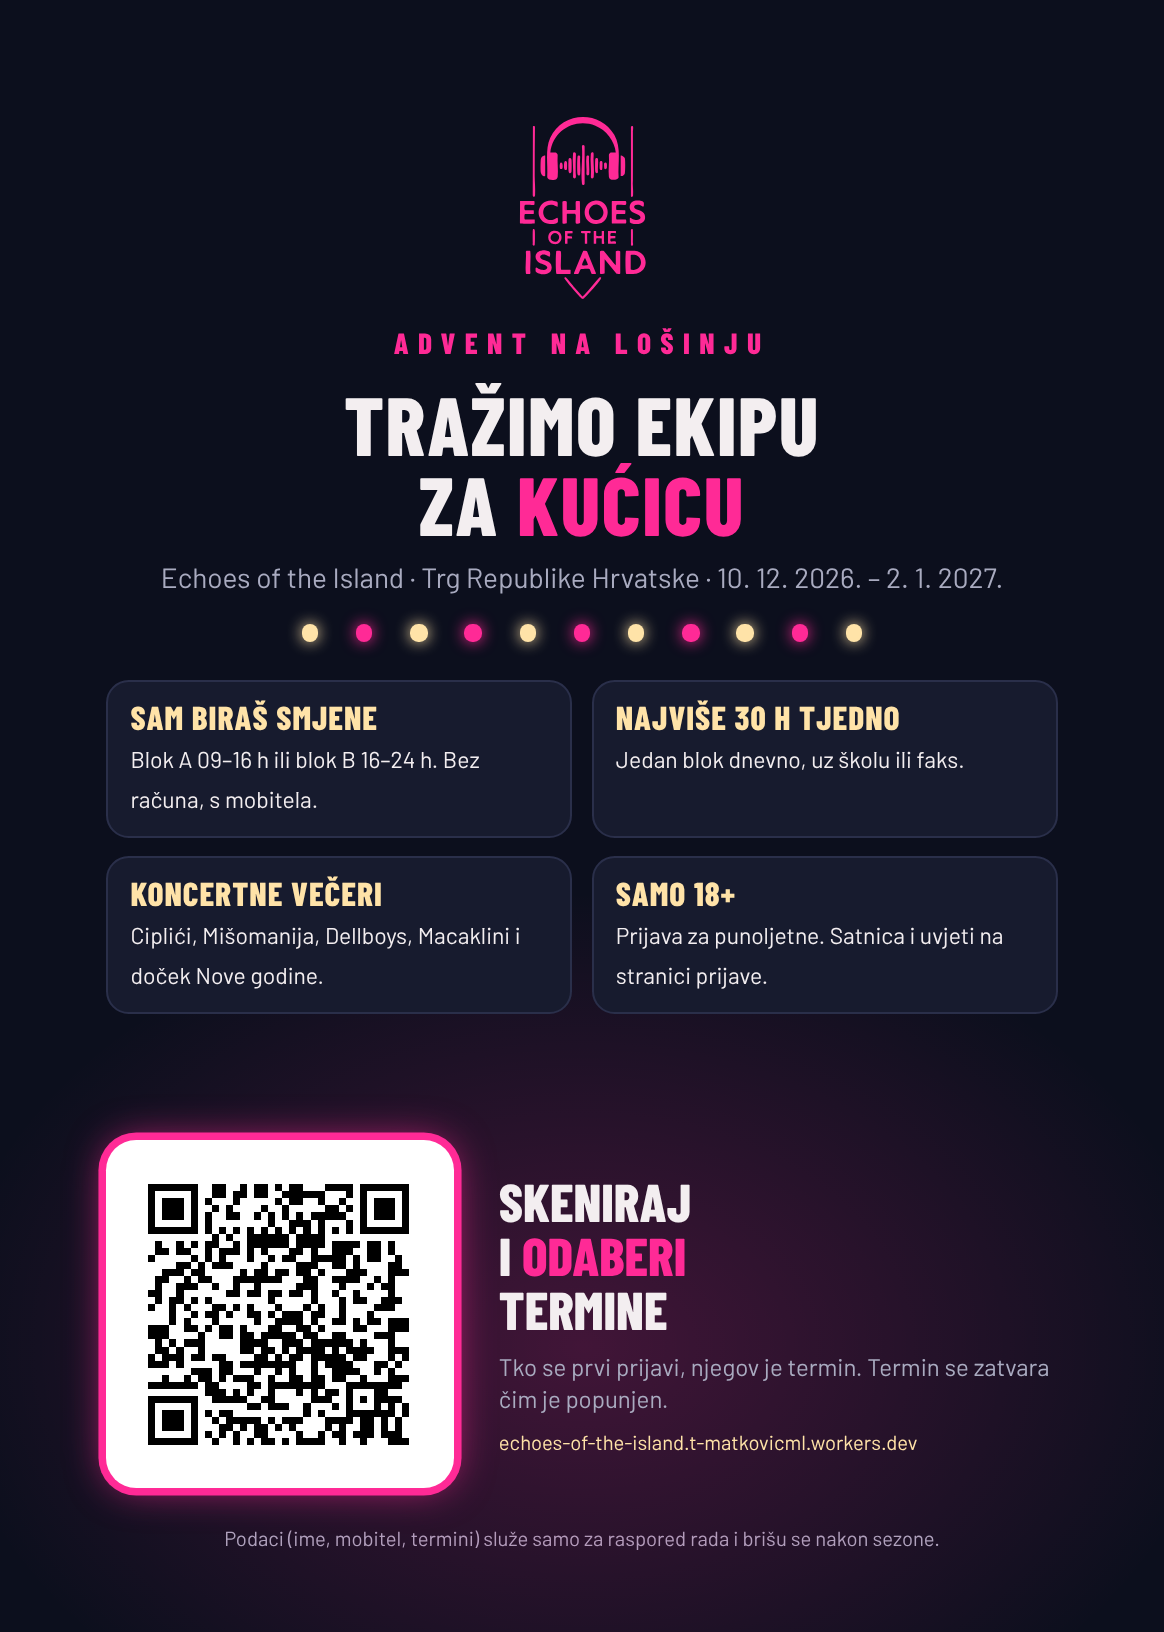 ECHOES
OF THE
ISLAND
ADVENT NA LOŠINJU
TRAŽIMO EKIPU
ZA KUĆICU
Echoes of the Island · Trg Republike Hrvatske · 10. 12. 2026. – 2. 1. 2027.
SAM BIRAŠ SMJENE
Blok A 09–16 h ili blok B 16–24 h. Bez
računa, s mobitela.
NAJVIŠE 30 H TJEDNO
Jedan blok dnevno, uz školu ili faks.
KONCERTNE VEČERI
Ciplići, Mišomanija, Dellboys, Macaklini i
doček Nove godine.
SAMO 18+
Prijava za punoljetne. Satnica i uvjeti na
stranici prijave.
SKENIRAJ
I ODABERI
TERMINE
Tko se prvi prijavi, njegov je termin. Termin se zatvara
čim je popunjen.
echoes-of-the-island.t-matkovicml.workers.dev
Podaci (ime, mobitel, termini) služe samo za raspored rada i brišu se nakon sezone.